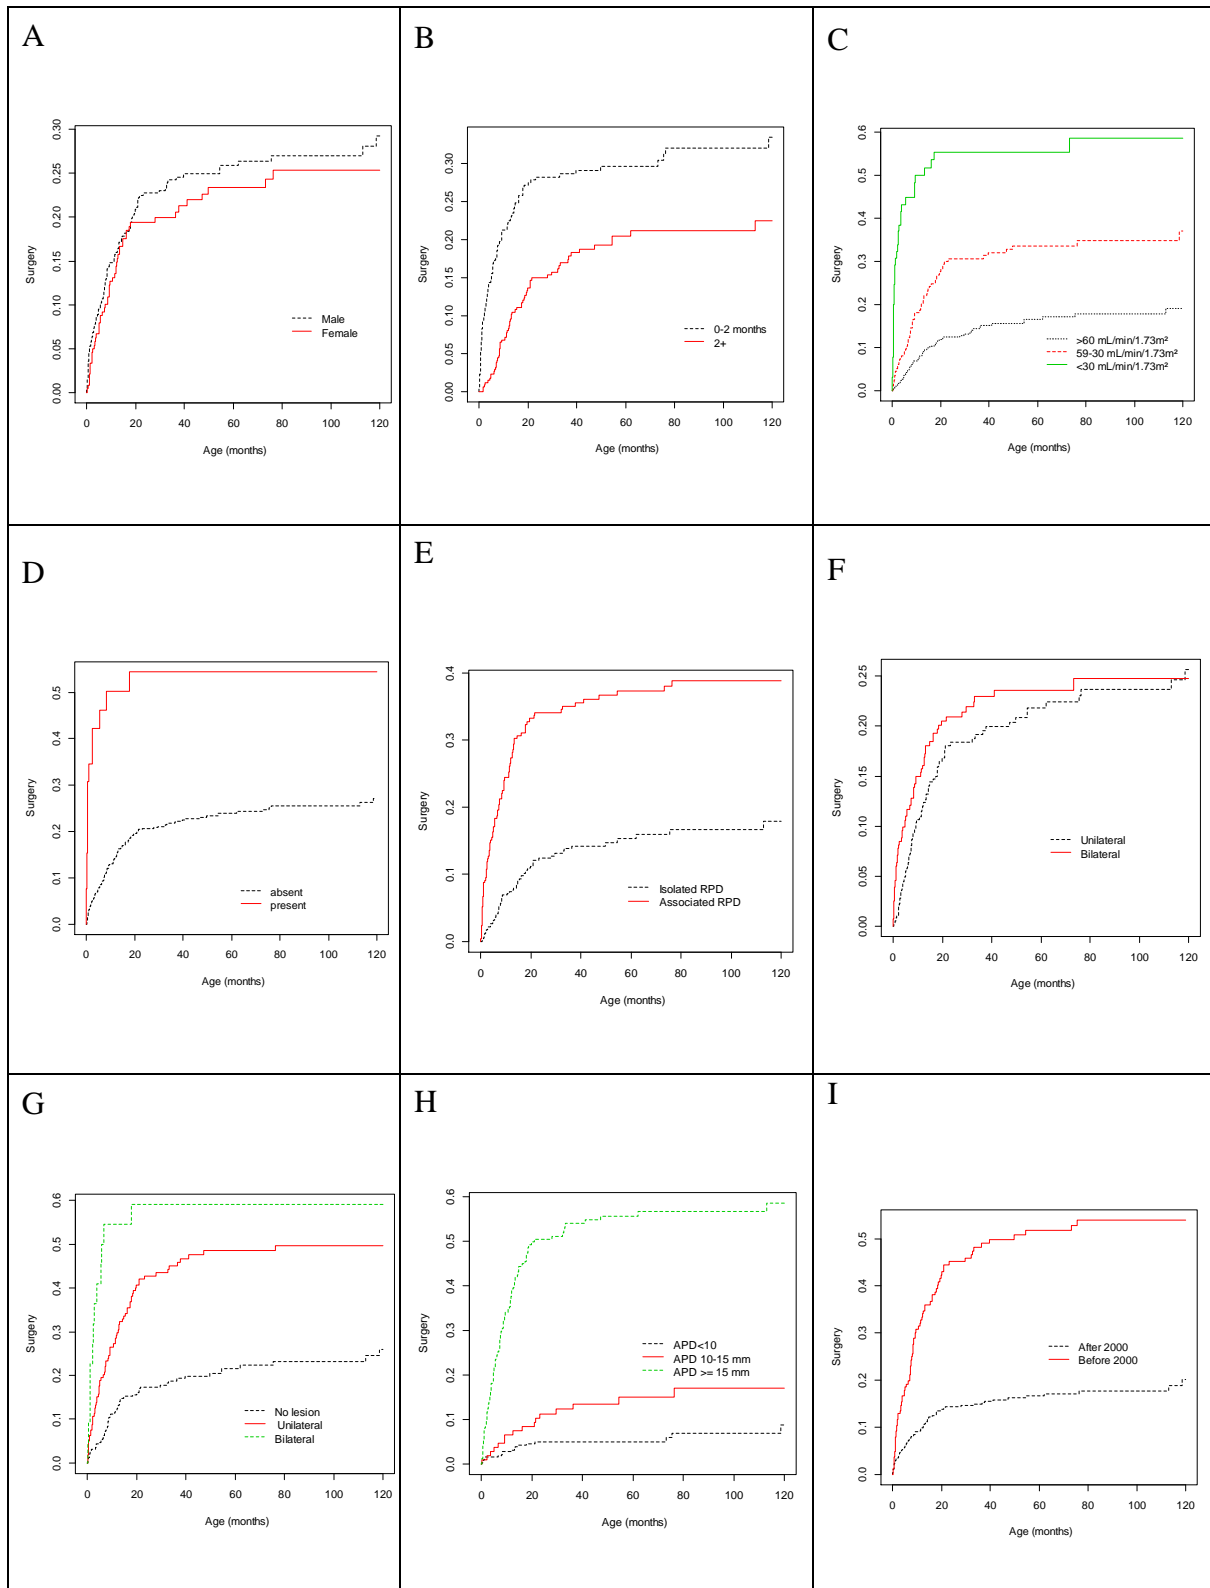 A
Surgery
0.30
0.25
0.20
0.15
0.10
0.05
0.00
Male
Female
0 20 40 60 80 100 120
Age (months)
B
Surgery
0.30
0.25
0.20
0.15
0.10
0.05
0.00
0-2 months
2+
0 20 40 60 80 100 120
Age (months)
C
Surgery
0.6
0.5
0.4
0.3
0.2
0.1
0.0
>60 mL/min/1.73m²
59-30 mL/min/1.73m²
<30 mL/min/1.73m²
0 20 40 60 80 100 120
Age (months)
D
Surgery
0.5
0.4
0.3
0.2
0.1
0.0
absent
present
0 20 40 60 80 100 120
Age (months)
E
Surgery
0.4
0.3
0.2
0.1
0.0
Isolated RPD
Associated RPD
0 20 40 60 80 100 120
Age (months)
F
Surgery
0.25
0.20
0.15
0.10
0.05
0.00
Unilateral
Bilateral
0 20 40 60 80 100 120
Age (months)
G
Surgery
0.6
0.5
0.4
0.3
0.2
0.1
0.0
No lesion
Unilateral
Bilateral
0 20 40 60 80 100 120
Age (months)
H
Surgery
0.6
0.5
0.4
0.3
0.2
0.1
0.0
APD<10
APD 10-15 mm
APD >= 15 mm
0 20 40 60 80 100 120
Age (months)
I
Surgery
0.5
0.4
0.3
0.2
0.1
0.0
After 2000
Before 2000
0 20 40 60 80 100 120
Age (months)